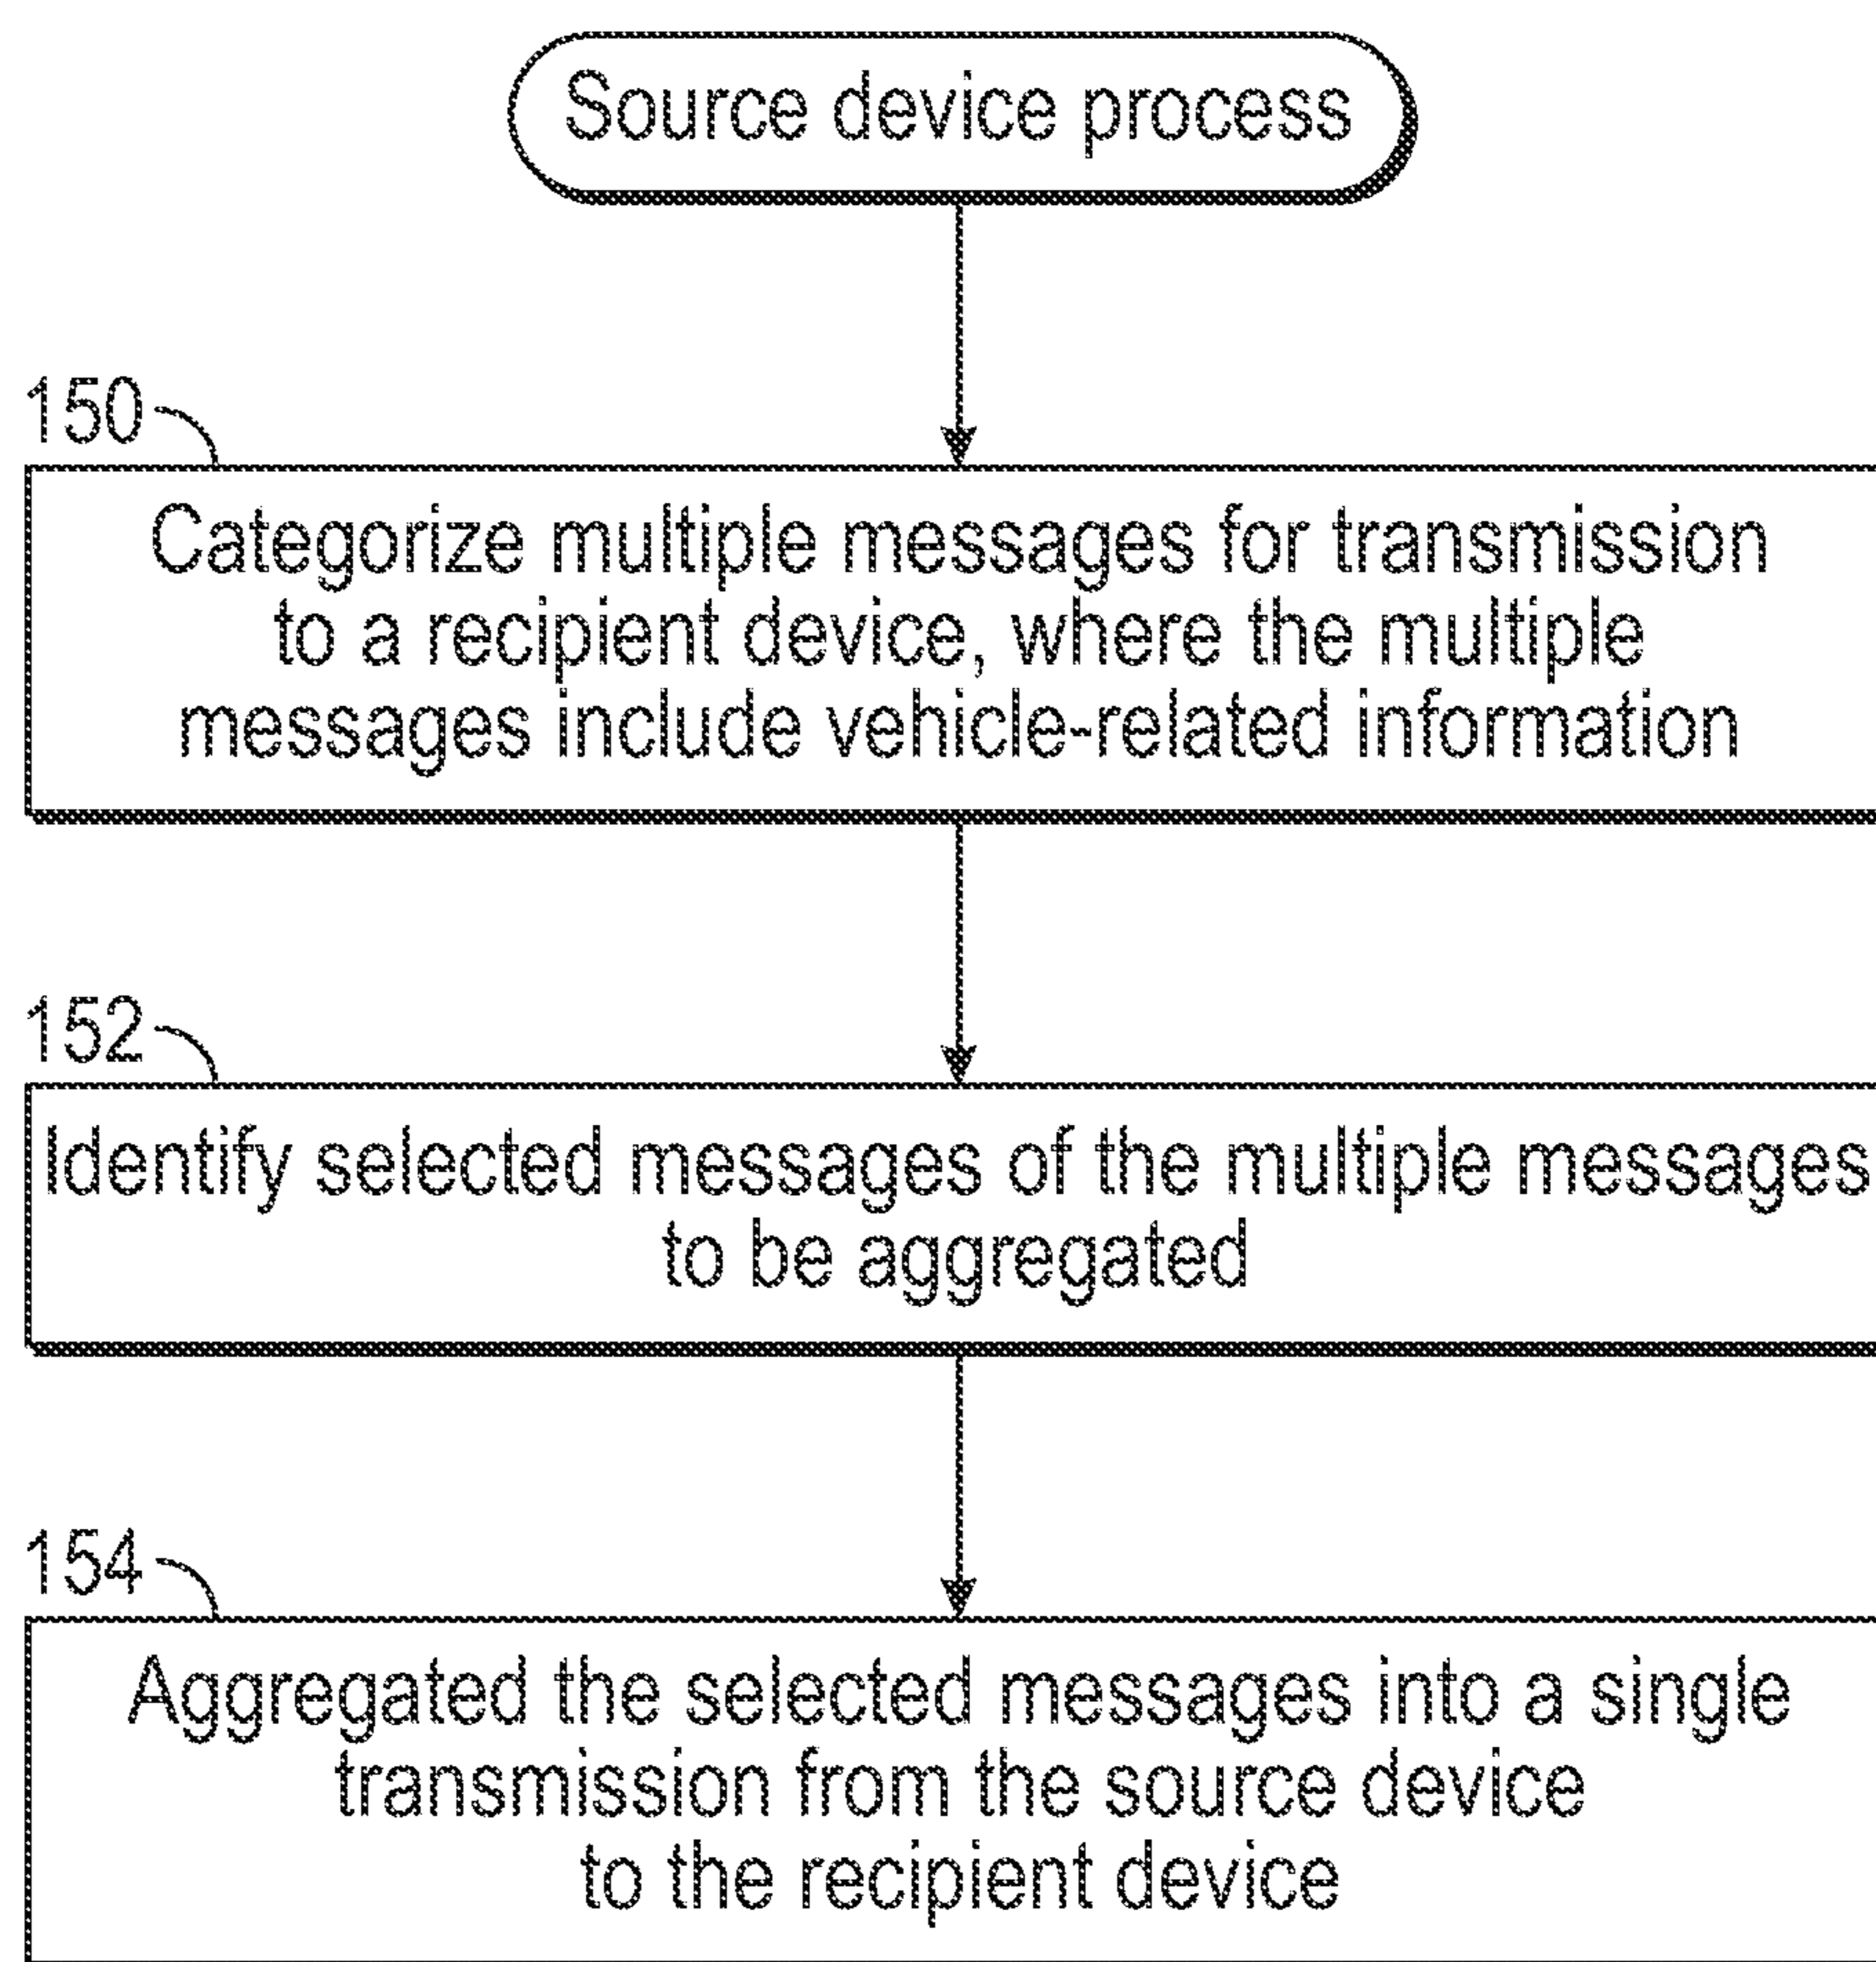 Source device process
150
Categorize multiple messages for transmission
to a recipient device, where the multiple
messages include vehicle-related information
152
Identify selected messages of the multiple messages
to be aggregated
154
Aggregated the selected messages into a single
transmission from the source device
to the recipient device